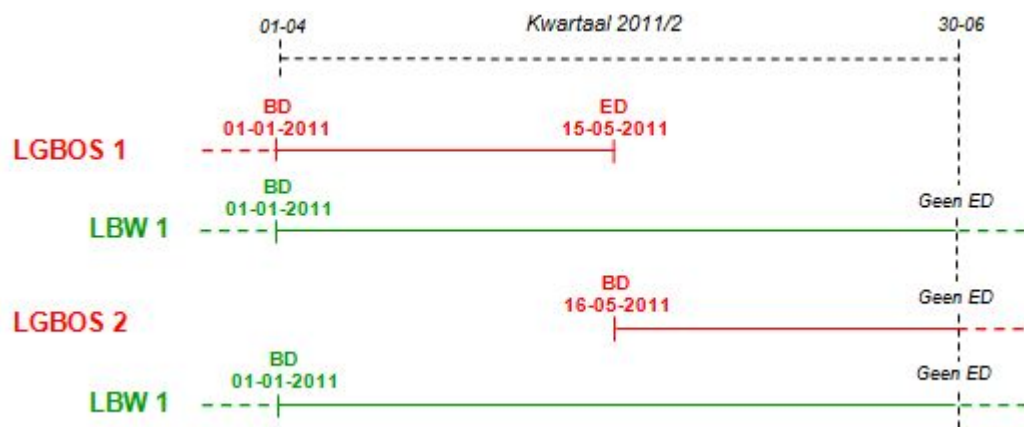 01-04 Kwartaal 2011/2 30-06
BD ED
01-01-2011 15-05-2011
LGBOS 1
BD
01-01-2011 Geen ED
LBW 1
BD Geen ED
16-05-2011
LGBOS 2
BD Geen ED
01-01-2011
LBW 1